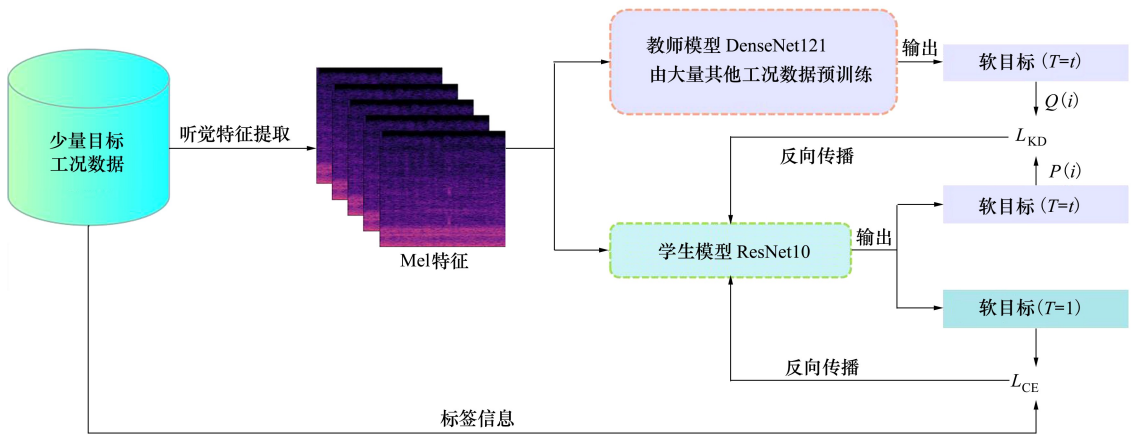 少量目标
工况数据
听觉特征提取
Mel特征
教师模型 DenseNet121
由大量其他工况数据预训练
输出
软目标(T=t)
Q(i)
L_KD
反向传播
P(i)
软目标(T=t)
学生模型 ResNet10
输出
软目标(T=1)
反向传播
L_CE
标签信息